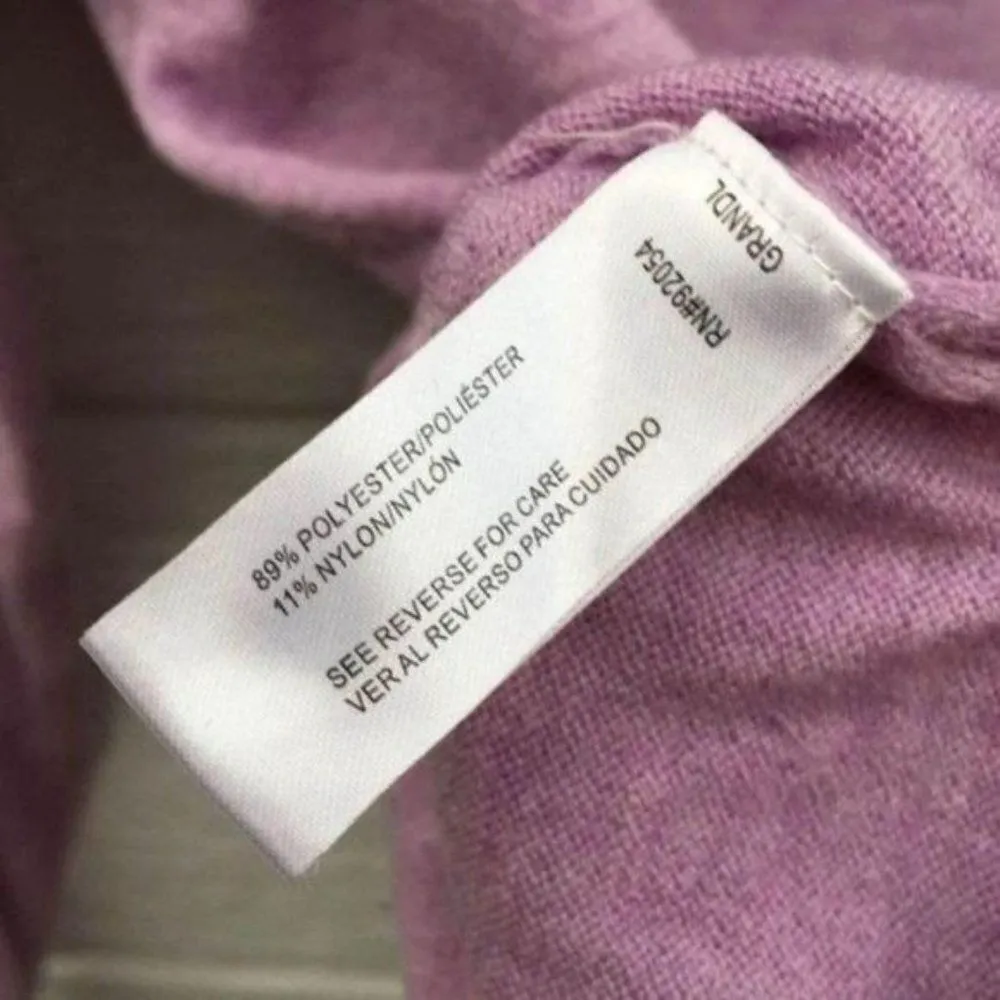 GRANDL
RN#92054
89% POLYESTER/POLIÉSTER
11% NYLON/NYLÓN
SEE REVERSE FOR CARE
VER AL REVERSO PARA CUIDADO